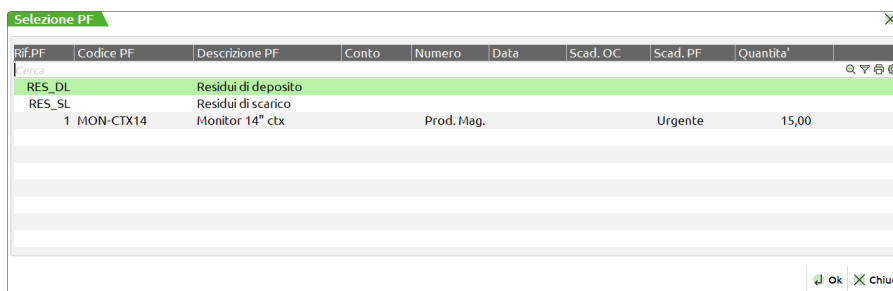 Selezione PF
Rif.PF Codice PF Descrizione PF Conto Numero Data Scad. OC Scad. PF Quantita'
Cerca
RES_DL Residui di deposito
RES_SL Residui di scarico
1 MON-CTX14 Monitor 14" ctx Prod. Mag. Urgente 15,00
Ok Chiu